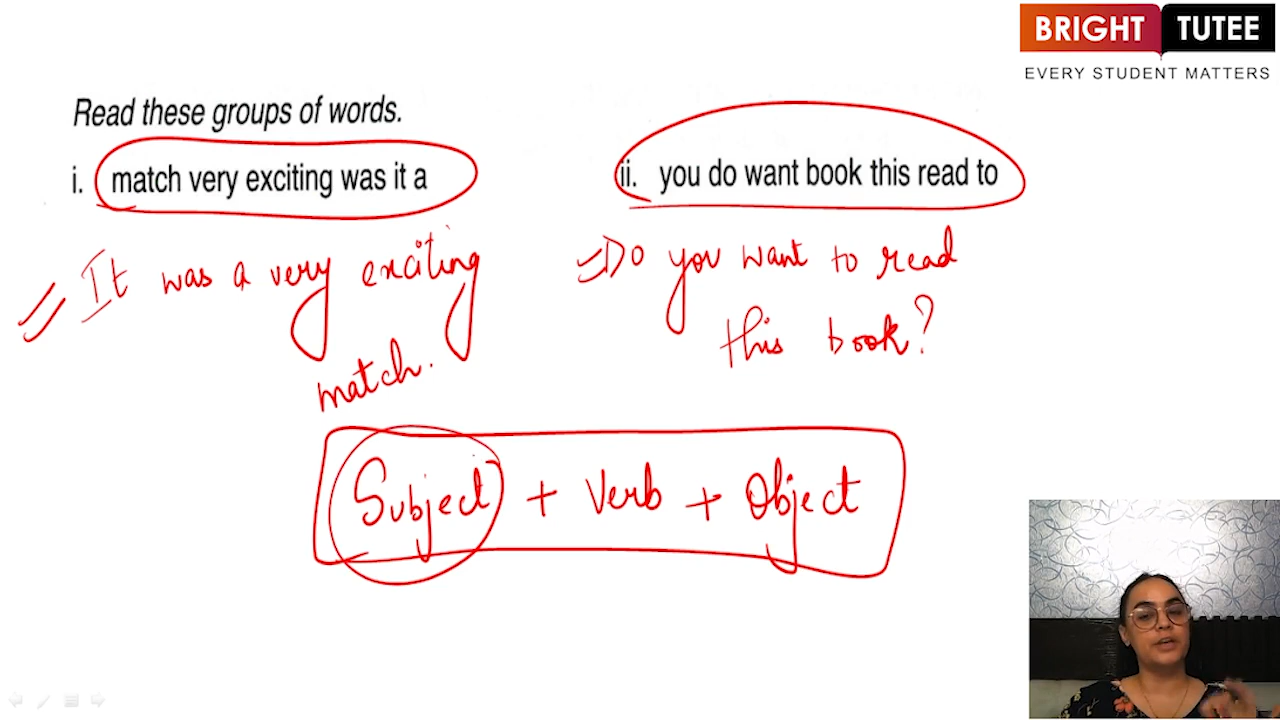 BRIGHT TUTEE
EVERY STUDENT MATTERS
Read these groups of words.
i. match very exciting was it a
ii. you do want book this read to
= It was a very exciting
match.
= Do you want to read
this book?
Subject + Verb + Object